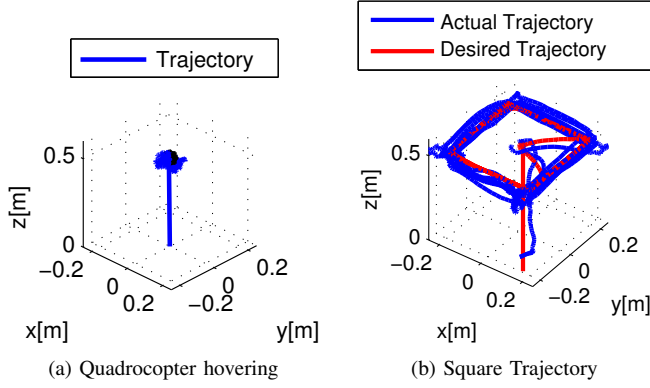 Trajectory
0.5
0
z[m]
−0.2
0
0.2
x[m]
−0.2
0
0.2
y[m]
(a) Quadrocopter hovering
Actual Trajectory
Desired Trajectory
0.5
0
z[m]
−0.2
0
0.2
x[m]
−0.2
0
0.2
y[m]
(b) Square Trajectory